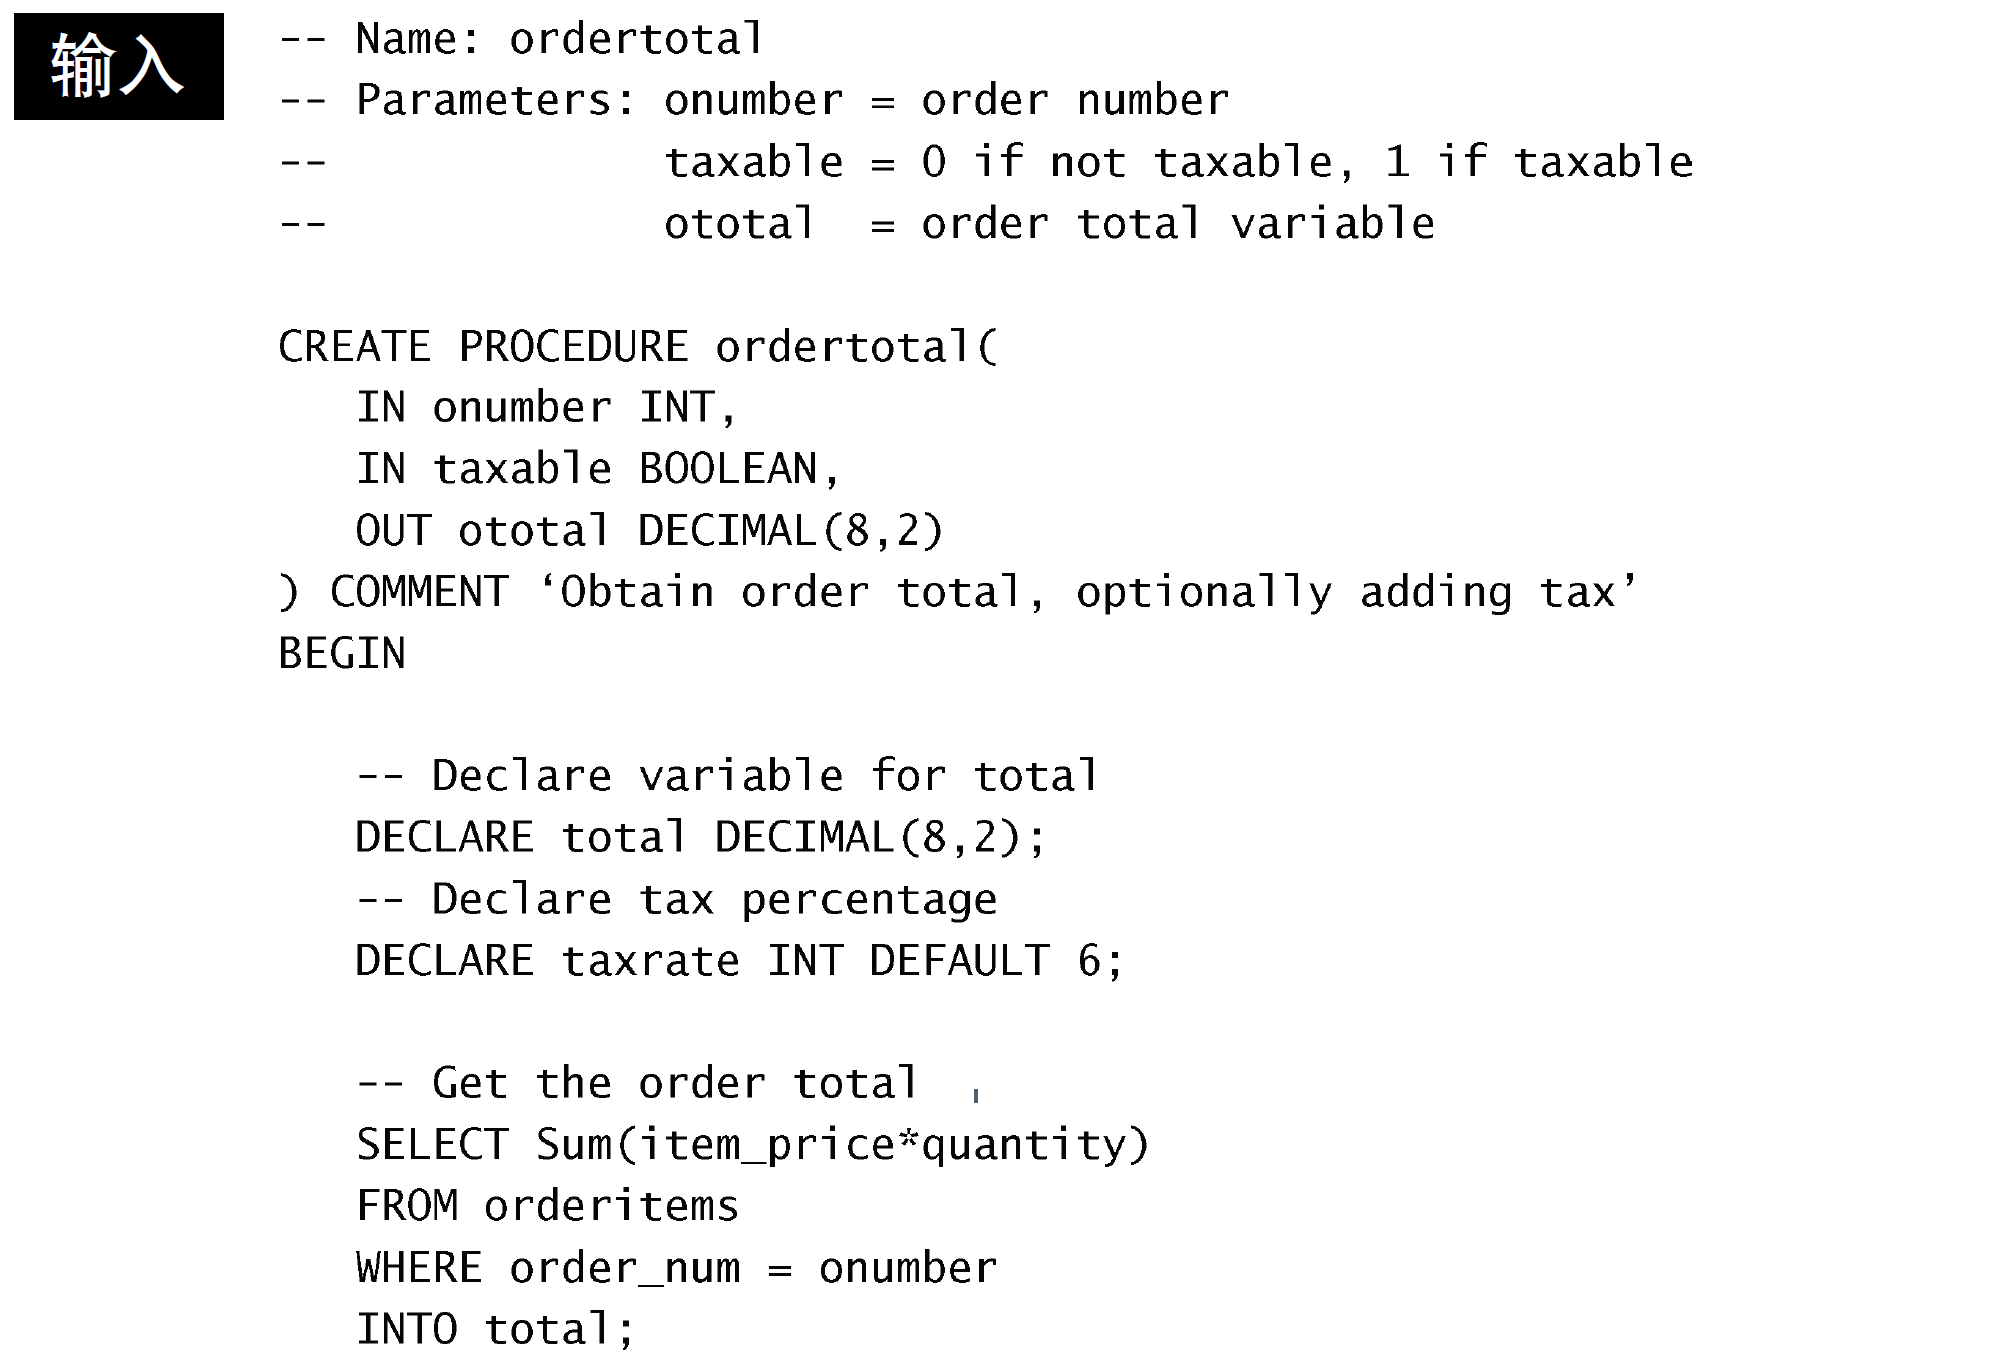 输入
-- Name: ordertotal
-- Parameters: onumber = order number
--             taxable = 0 if not taxable, 1 if taxable
--             ototal  = order total variable

CREATE PROCEDURE ordertotal(
   IN onumber INT,
   IN taxable BOOLEAN,
   OUT ototal DECIMAL(8,2)
) COMMENT ‘Obtain order total, optionally adding tax’
BEGIN

   -- Declare variable for total
   DECLARE total DECIMAL(8,2);
   -- Declare tax percentage
   DECLARE taxrate INT DEFAULT 6;

   -- Get the order total
   SELECT Sum(item_price*quantity)
   FROM orderitems
   WHERE order_num = onumber
   INTO total;